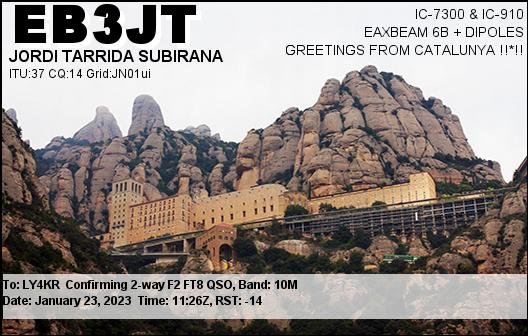 EB3JT
JORDI TARRIDA SUBIRANA
ITU:37 CQ:14 Grid:JN01ui
IC-7300 & IC-910
EAXBEAM 6B + DIPOLES
GREETINGS FROM CATALUNYA !!*!!
To: LY4KR Confirming 2-way F2 FT8 QSO, Band: 10M
Date: January 23, 2023 Time: 11:26Z, RST: -14